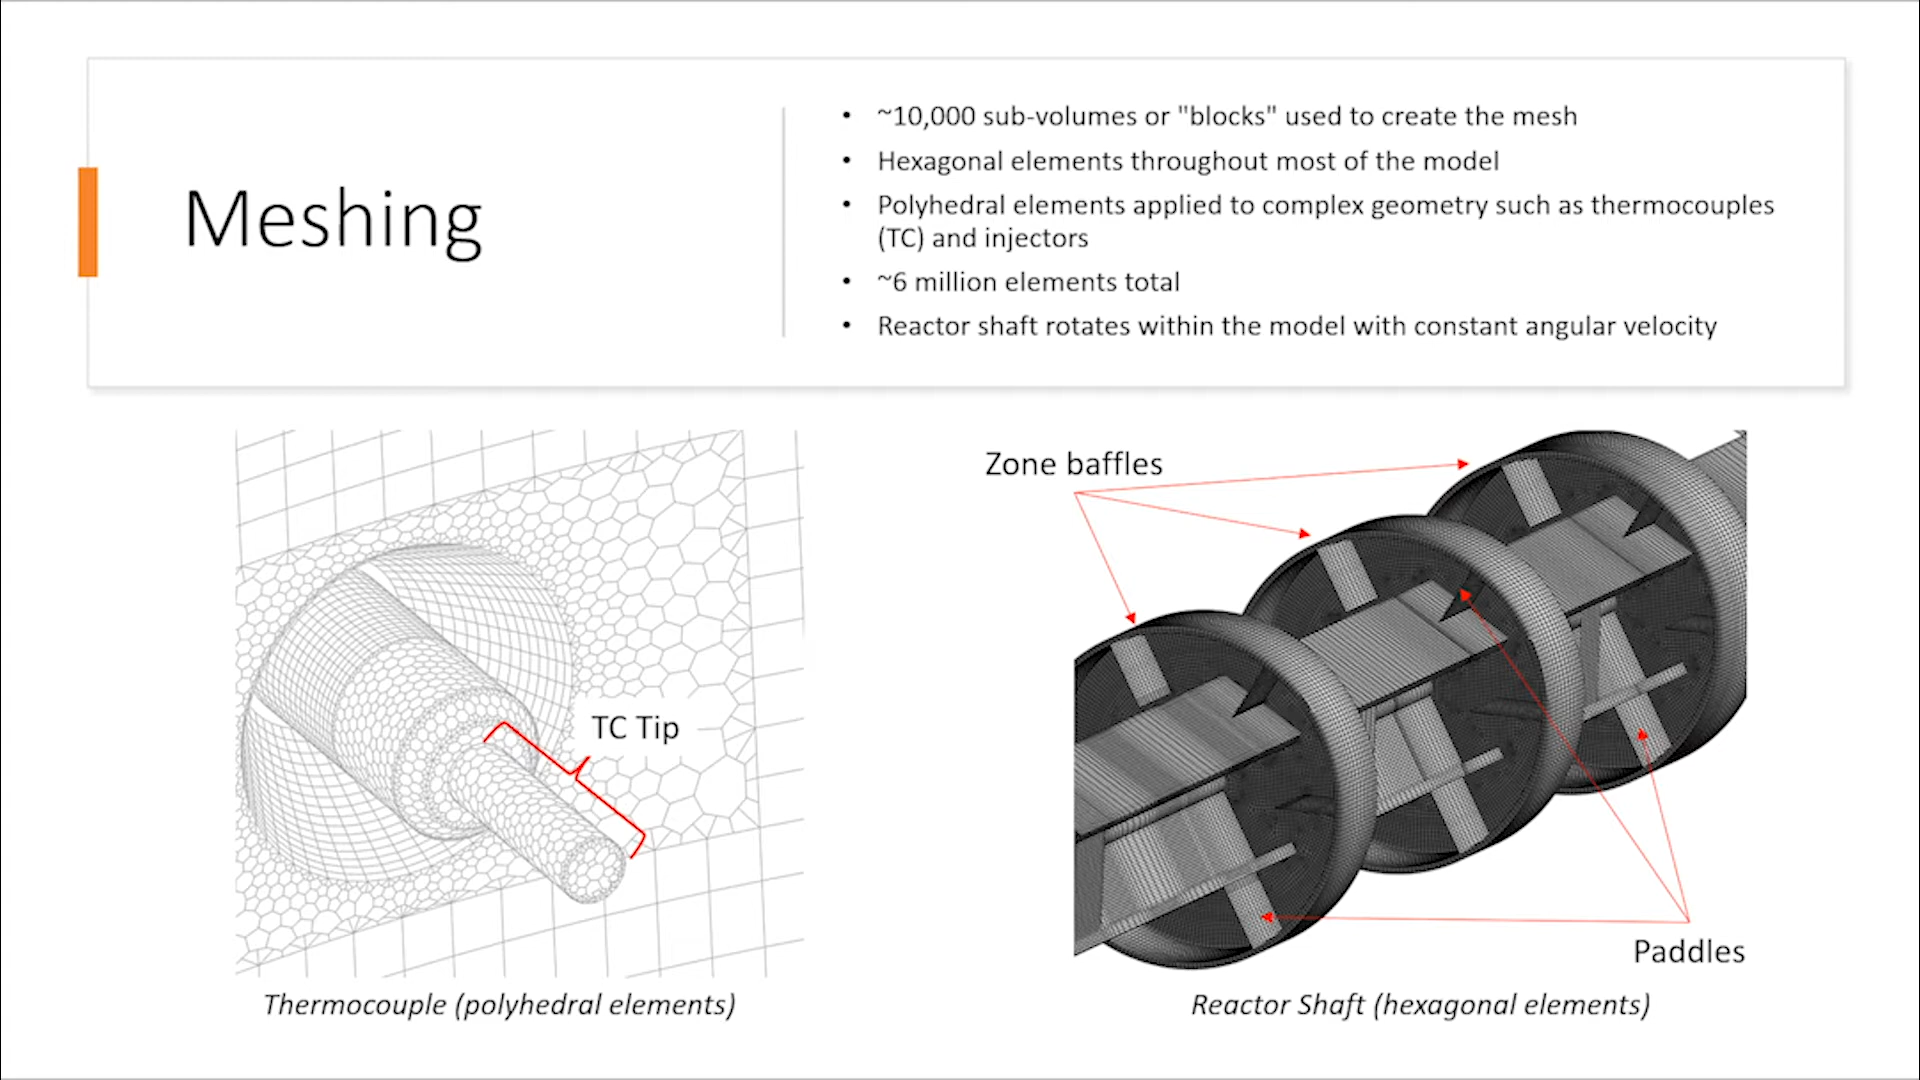 Meshing
• ~10,000 sub-volumes or "blocks" used to create the mesh
• Hexagonal elements throughout most of the model
• Polyhedral elements applied to complex geometry such as thermocouples
(TC) and injectors
• ~6 million elements total
• Reactor shaft rotates within the model with constant angular velocity
TC Tip
Thermocouple (polyhedral elements)
Zone baffles
Paddles
Reactor Shaft (hexagonal elements)